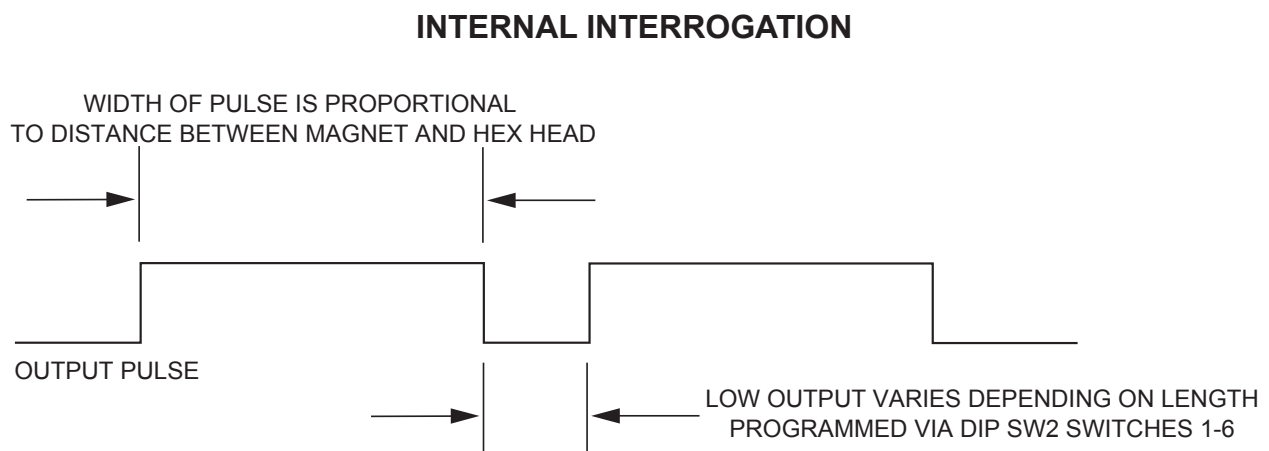 INTERNAL INTERROGATION
WIDTH OF PULSE IS PROPORTIONAL
TO DISTANCE BETWEEN MAGNET AND HEX HEAD
OUTPUT PULSE
LOW OUTPUT VARIES DEPENDING ON LENGTH
PROGRAMMED VIA DIP SW2 SWITCHES 1-6